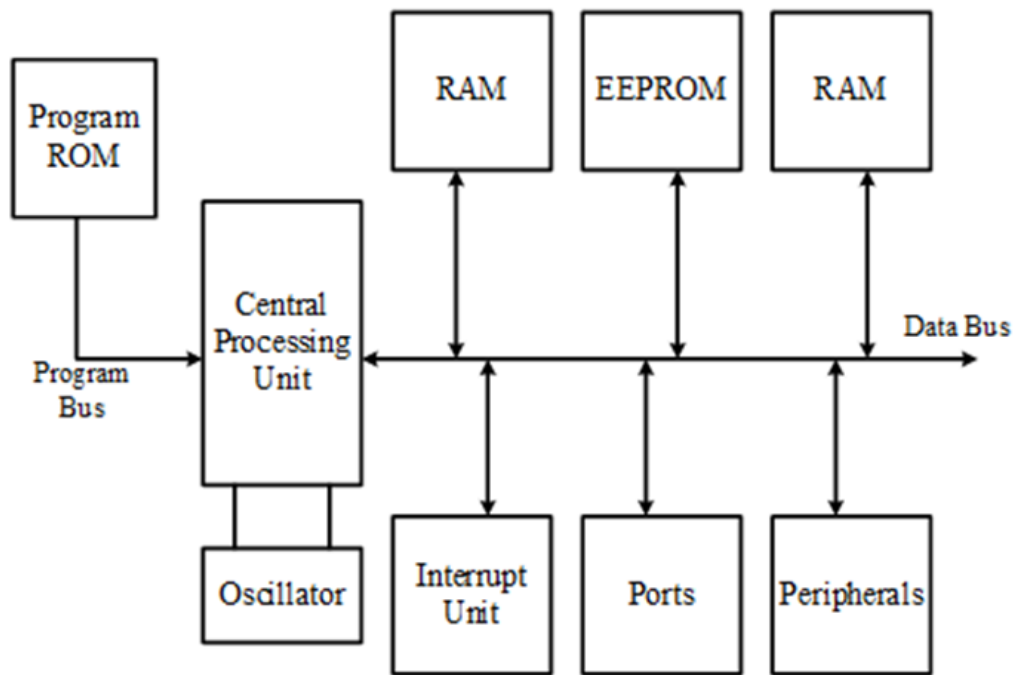 RAM
EEPROM
RAM
Program
ROM
Central
Processing
Unit
Data Bus
Program
Bus
Oscillator
Interrupt
Unit
Ports
Peripherals